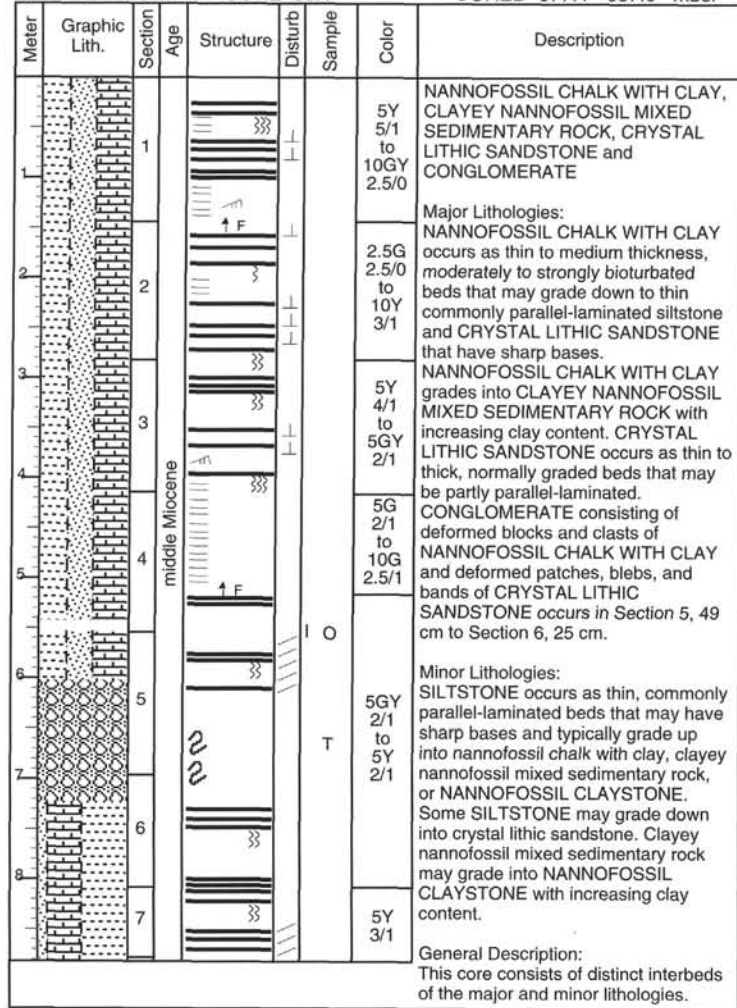 Meter
Graphic
Lith.
Section
Age
Structure
Disturb
Sample
Color
Description
1
2
3
4
5
6
7
8
1
2
3
4
5
6
7
middle Miocene
F
F
I O
T
5Y
5/1
to
10GY
2.5/0
2.5G
2.5/0
to
10Y
3/1
5Y
4/1
to
5GY
2/1
5G
2/1
to
10G
2.5/1
5GY
2/1
to
5Y
2/1
5Y
3/1
NANNOFOSSIL CHALK WITH CLAY,
CLAYEY NANNOFOSSIL MIXED
SEDIMENTARY ROCK, CRYSTAL
LITHIC SANDSTONE and
CONGLOMERATE
Major Lithologies:
NANNOFOSSIL CHALK WITH CLAY
occurs as thin to medium thickness,
moderately to strongly bioturbated
beds that may grade down to thin
commonly parallel-laminated siltstone
and CRYSTAL LITHIC SANDSTONE
that have sharp bases.
NANNOFOSSIL CHALK WITH CLAY
grades into CLAYEY NANNOFOSSIL
MIXED SEDIMENTARY ROCK with
increasing clay content. CRYSTAL
LITHIC SANDSTONE occurs as thin to
thick, normally graded beds that may
be partly parallel-laminated.
CONGLOMERATE consisting of
deformed blocks and clasts of
NANNOFOSSIL CHALK WITH CLAY
and deformed patches, blebs, and
bands of CRYSTAL LITHIC
SANDSTONE occurs in Section 5, 49
cm to Section 6, 25 cm.
Minor Lithologies:
SILTSTONE occurs as thin, commonly
parallel-laminated beds that may have
sharp bases and typically grade up
into nannofossil chalk with clay, clayey
nannofossil mixed sedimentary rock,
or NANNOFOSSIL CLAYSTONE.
Some SILTSTONE may grade down
into crystal lithic sandstone. Clayey
nannofossil mixed sedimentary rock
may grade into NANNOFOSSIL
CLAYSTONE with increasing clay
content.
General Description:
This core consists of distinct interbeds
of the major and minor lithologies.